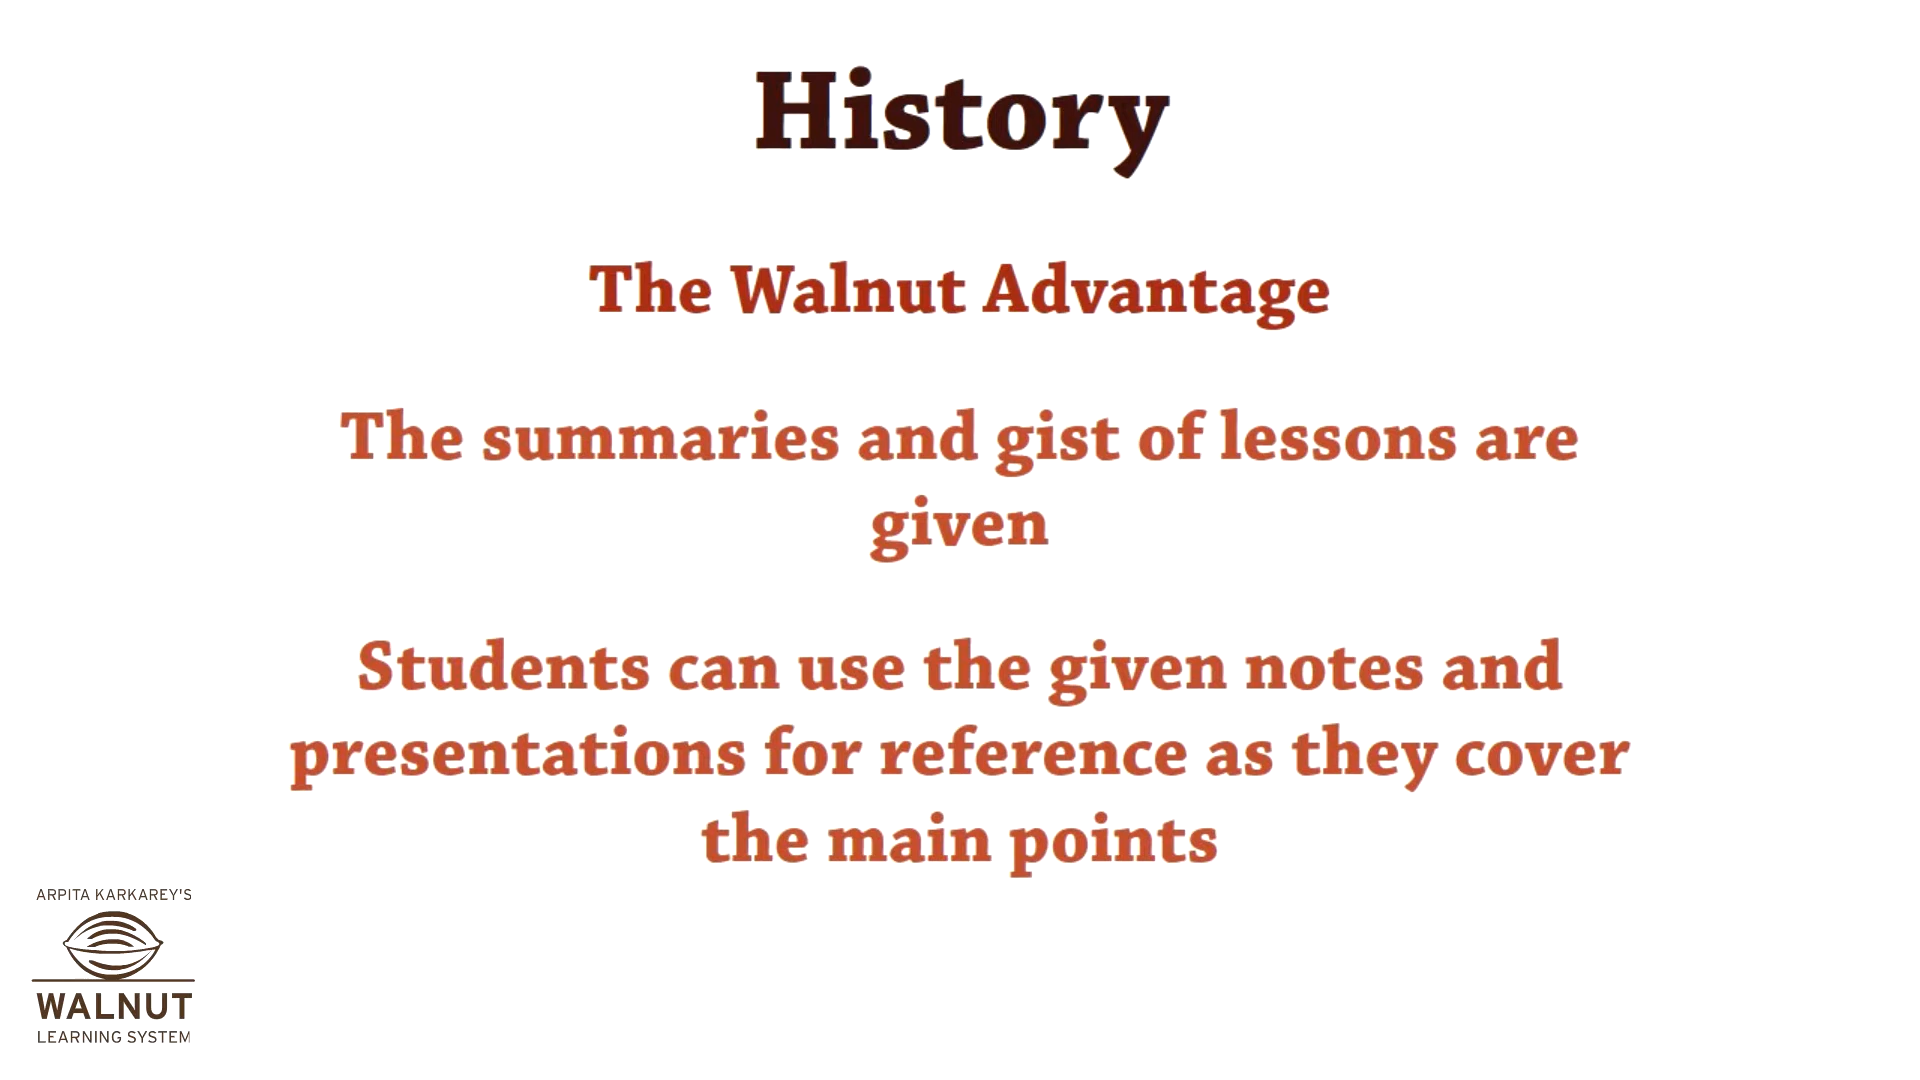 History
The Walnut Advantage
The summaries and gist of lessons are
given
Students can use the given notes and
presentations for reference as they cover
the main points
ARPITA KARKAREY'S
WALNUT
LEARNING SYSTEM